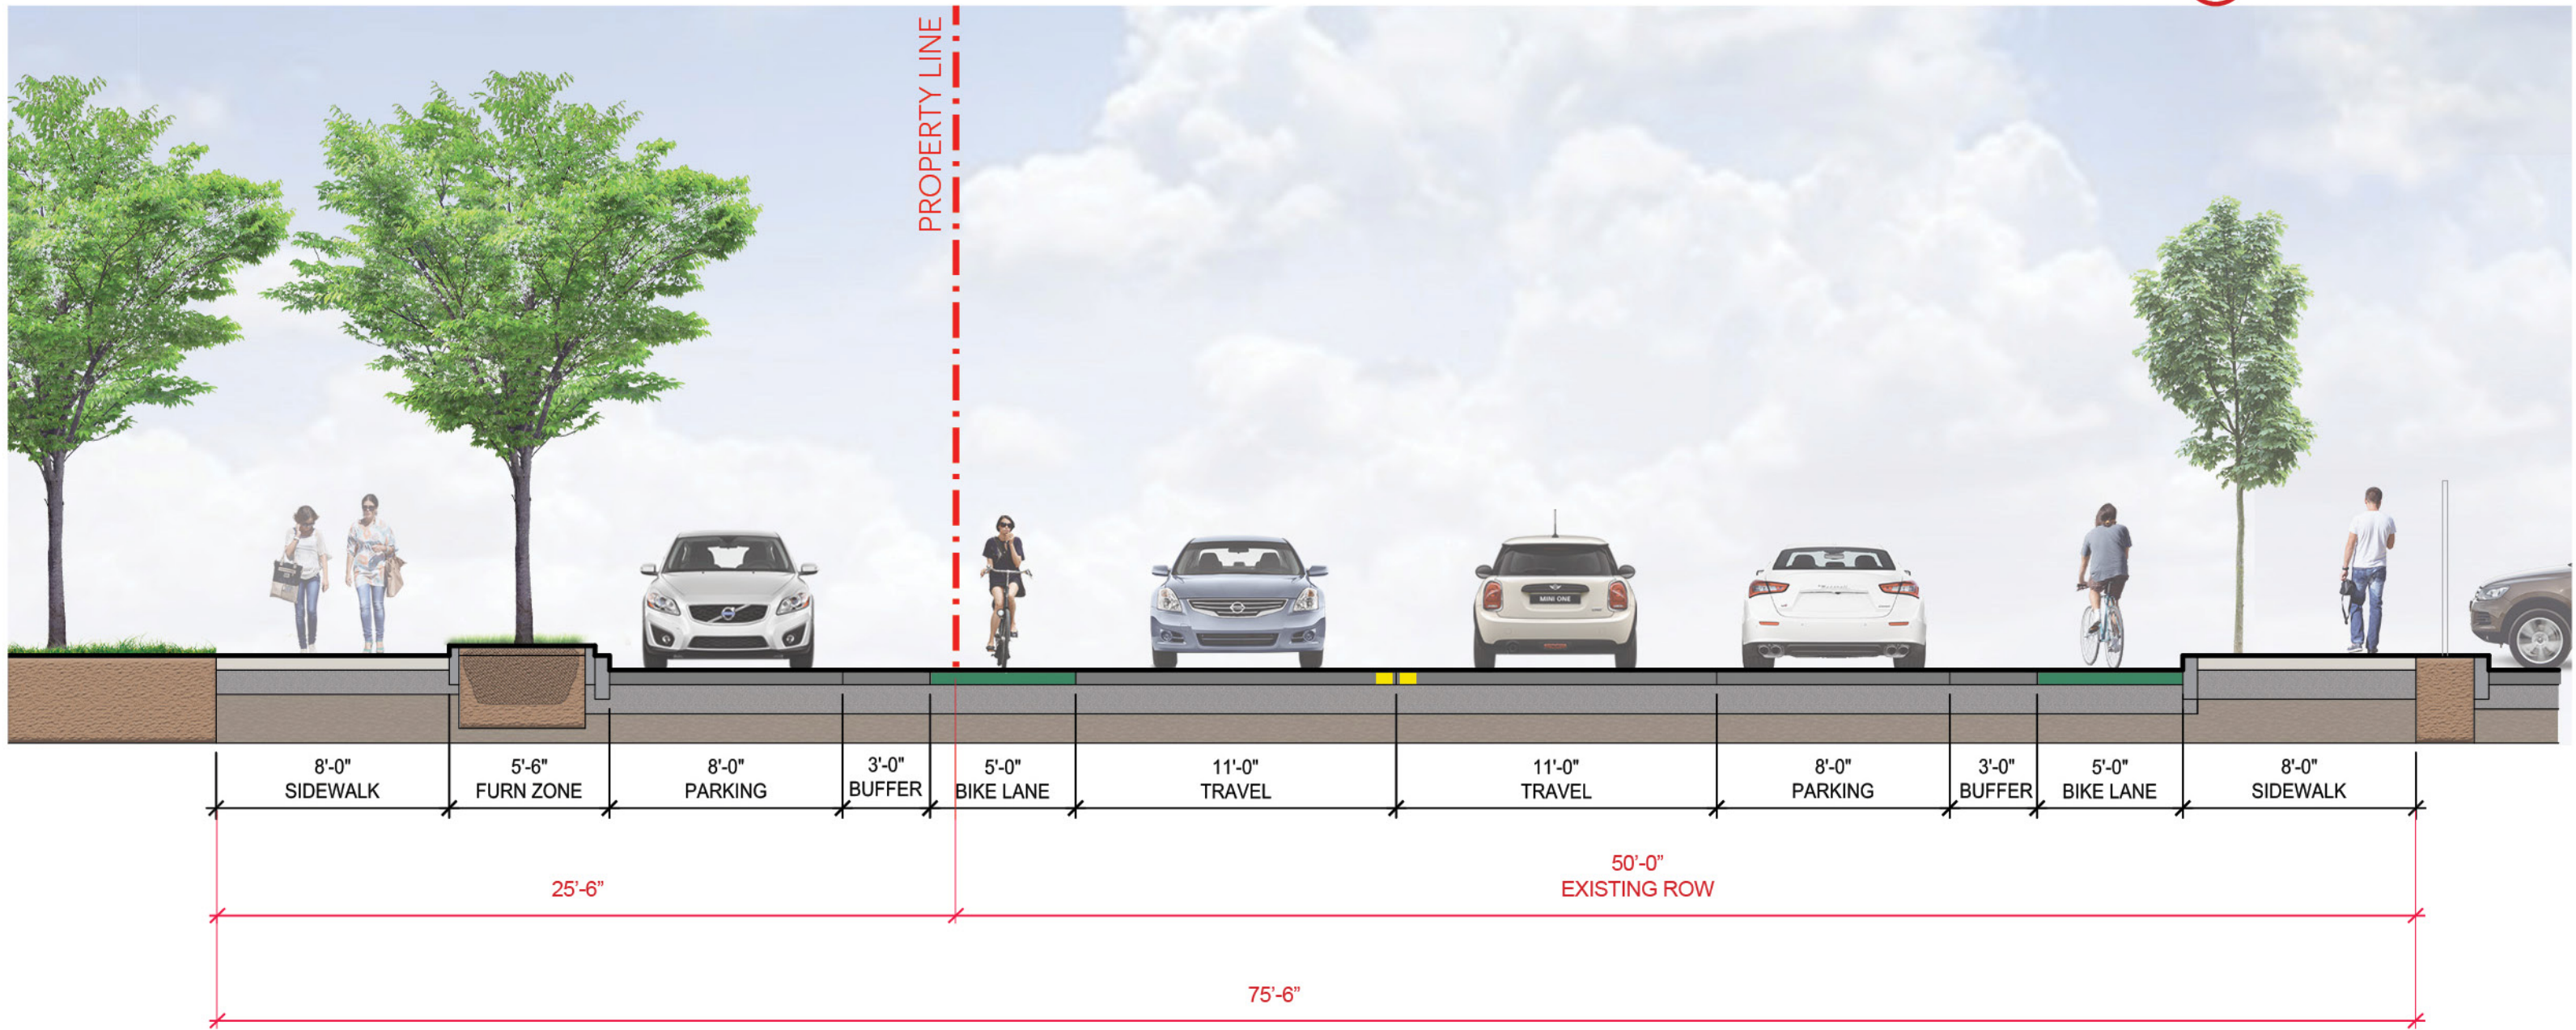 PROPERTY LINE
MINI ONE
8'-0"
SIDEWALK
5'-6"
FURN ZONE
8'-0"
PARKING
3'-0"
BUFFER
5'-0"
BIKE LANE
11'-0"
TRAVEL
11'-0"
TRAVEL
8'-0"
PARKING
3'-0"
BUFFER
5'-0"
BIKE LANE
8'-0"
SIDEWALK
25’-6”
50’-0”
EXISTING ROW
75’-6”